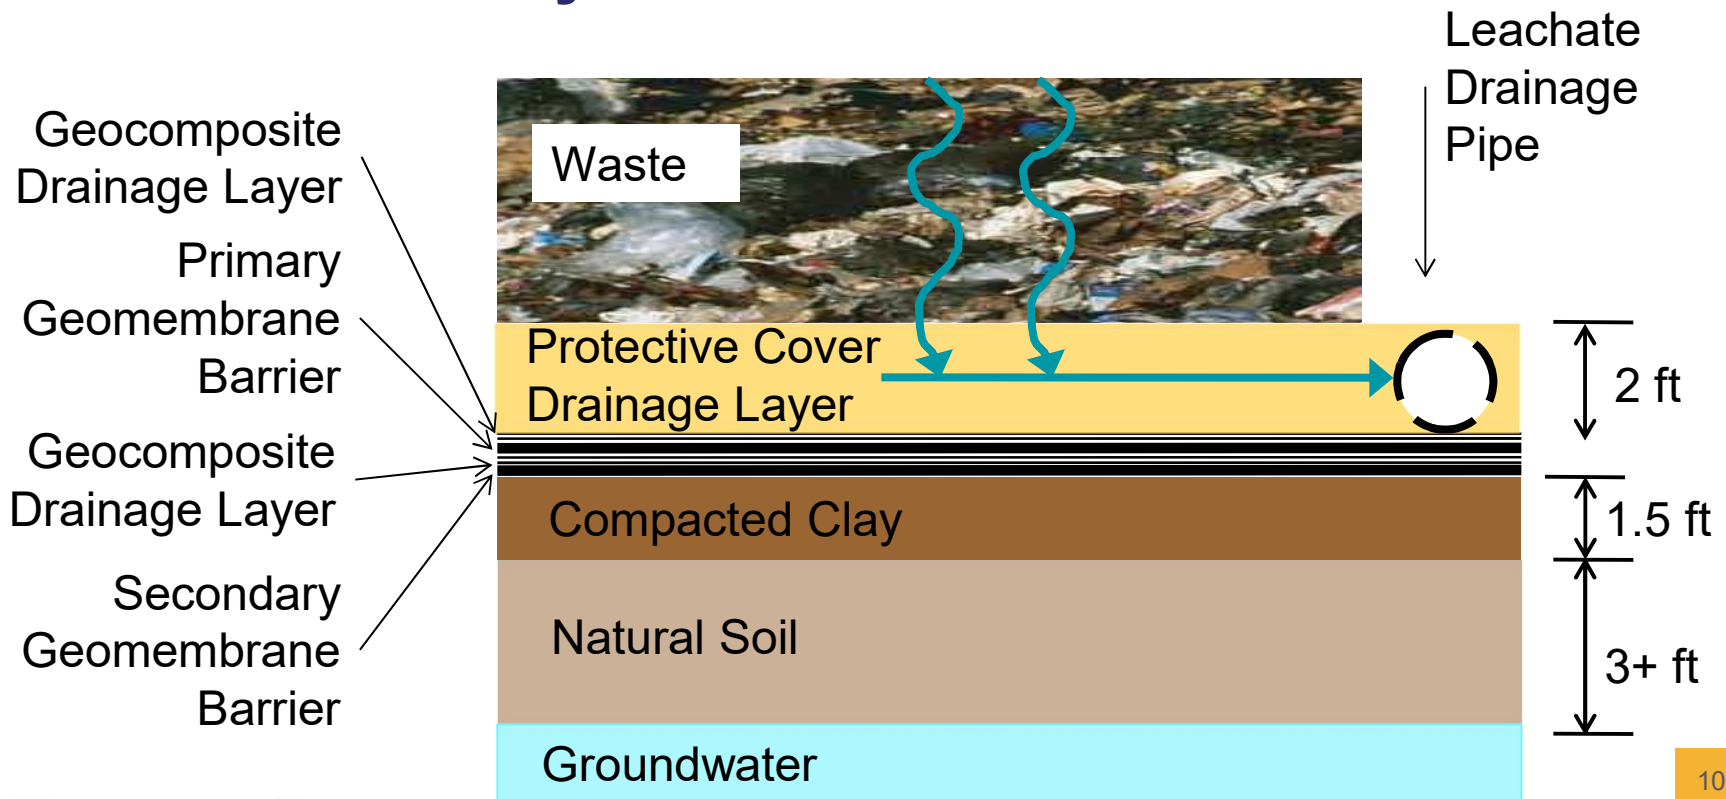 Leachate
Drainage
Pipe
Geocomposite
Drainage Layer
Waste
Primary
Geomembrane
Barrier
Protective Cover
Drainage Layer
2 ft
Geocomposite
Drainage Layer
Compacted Clay
1.5 ft
Secondary
Geomembrane
Barrier
Natural Soil
3+ ft
Groundwater
10